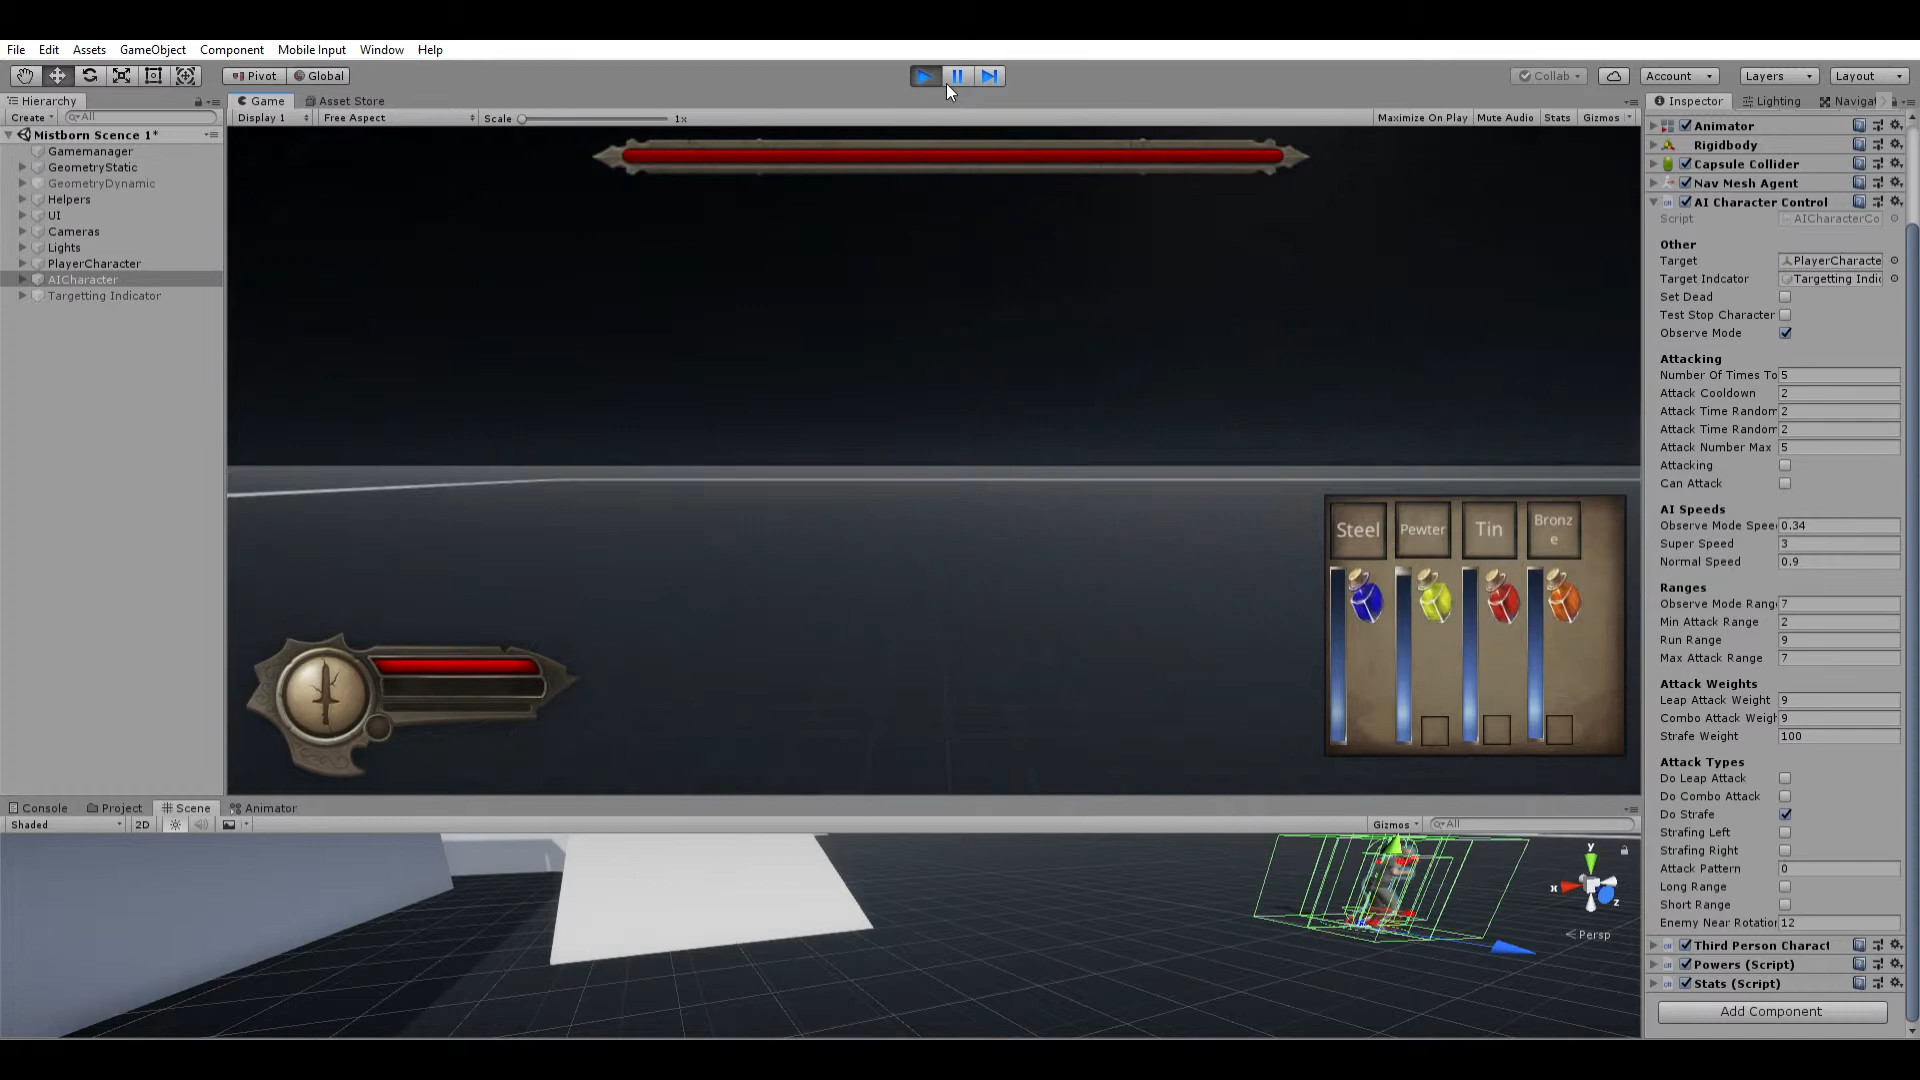 File Edit Assets GameObject Component Mobile Input Window Help
Pivot Global Collab Account Layers Layout
Hierarchy
Create All
Mistborn Scence 1*
Gamemanager
GeometryStatic
GeometryDynamic
Helpers
UI
Cameras
Lights
PlayerCharacter
AICharacter
Targetting Indicator
Game Asset Store
Display 1 Free Aspect Scale 1x Maximize On Play Mute Audio Stats Gizmos
Steel Pewter Tin Bronz
e
Console Project Scene Animator
Shaded 2D Gizmos All
y
x
z
Persp
Inspector Lighting Navigat
Animator
Rigidbody
Capsule Collider
Nav Mesh Agent
AI Character Control
Script AICharacterCo
Other
Target PlayerCharacte
Target Indcator Targetting Indi
Set Dead
Test Stop Character
Observe Mode
Attacking
Number Of Times To 5
Attack Cooldown 2
Attack Time Random 2
Attack Time Random 2
Attack Number Max 5
Attacking
Can Attack
AI Speeds
Observe Mode Spee 0.34
Super Speed 3
Normal Speed 0.9
Ranges
Observe Mode Rang 7
Min Attack Range 2
Run Range 9
Max Attack Range 7
Attack Weights
Leap Attack Weight 9
Combo Attack Weigh 9
Strafe Weight 100
Attack Types
Do Leap Attack
Do Combo Attack
Do Strafe
Strafing Left
Strafing Right
Attack Pattern 0
Long Range
Short Range
Enemy Near Rotation 12
Third Person Charact
Powers (Script)
Stats (Script)
Add Component